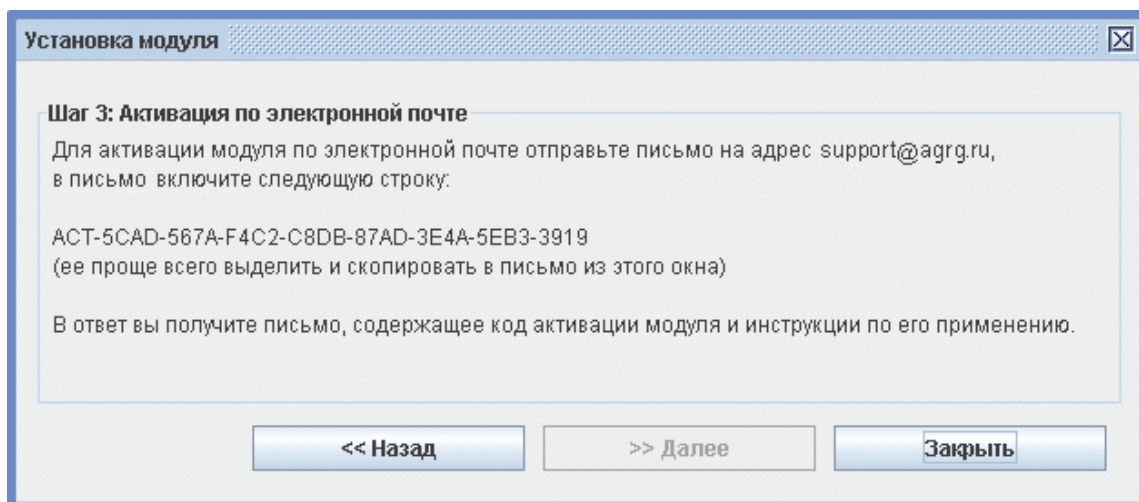 Установка модуля
Шаг 3: Активация по электронной почте
Для активации модуля по электронной почте отправьте письмо на адрес support@agrg.ru,
в письмо включите следующую строку:
ACT-5CAD-567A-F4C2-C8DB-87AD-3E4A-5EB3-3919
(ее проще всего выделить и скопировать в письмо из этого окна)
В ответ вы получите письмо, содержащее код активации модуля и инструкции по его применению.
<< Назад
>> Далее
Закрыть